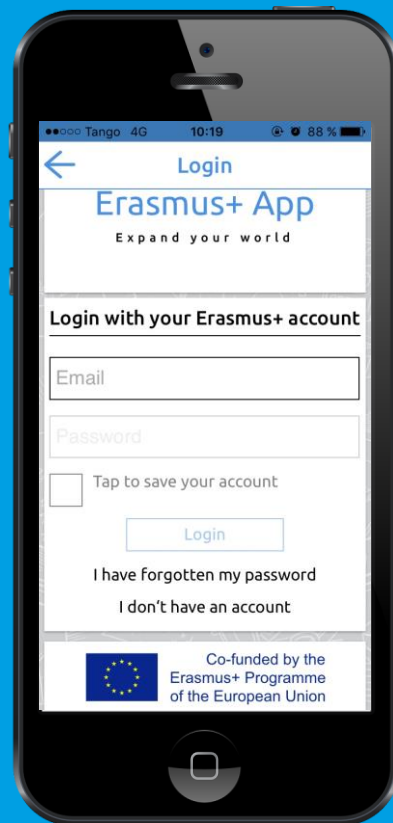 Tango 4G 10:19 88 %
Login
Erasmus+ App
Expand your world
Login with your Erasmus+ account
Email
Password
Tap to save your account
Login
I have forgotten my password
I don't have an account
Co-funded by the
Erasmus+ Programme
of the European Union